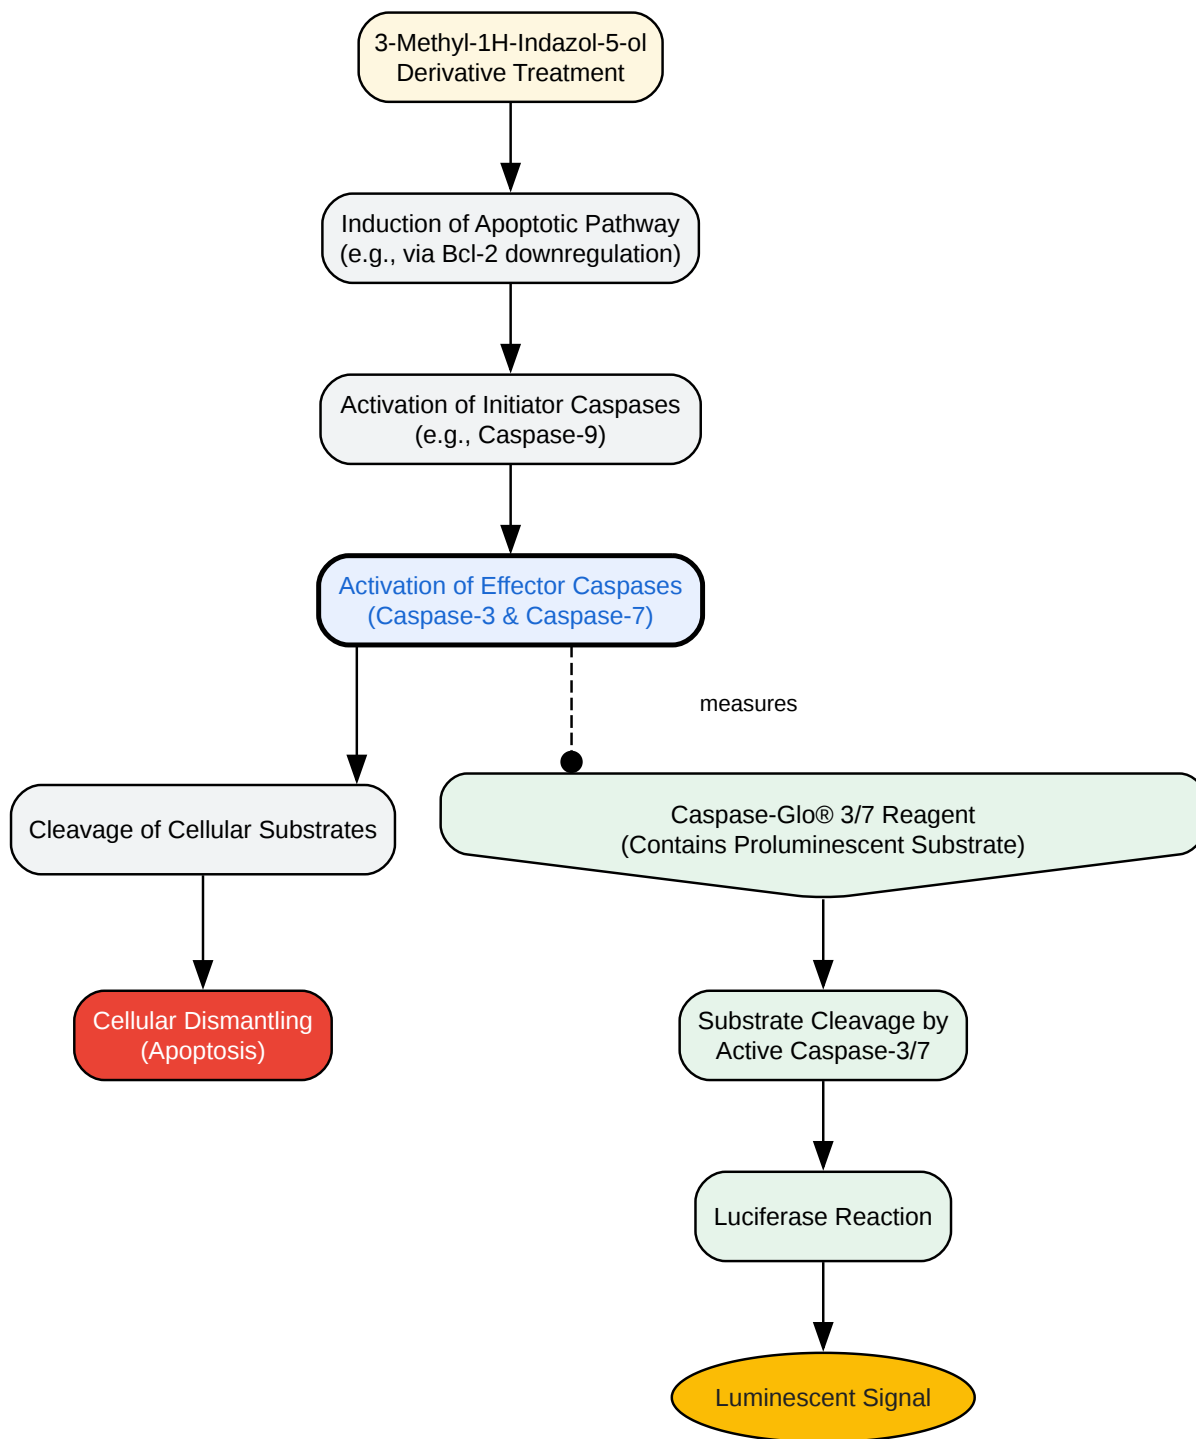 3-Methyl-1H-Indazol-5-ol
Derivative Treatment
Induction of Apoptotic Pathway
(e.g., via Bcl-2 downregulation)
Activation of Initiator Caspases
(e.g., Caspase-9)
Activation of Effector Caspases
(Caspase-3 & Caspase-7)
measures
Cleavage of Cellular Substrates
Caspase-Glo® 3/7 Reagent
(Contains Proluminescent Substrate)
Cellular Dismantling
(Apoptosis)
Substrate Cleavage by
Active Caspase-3/7
Luciferase Reaction
Luminescent Signal